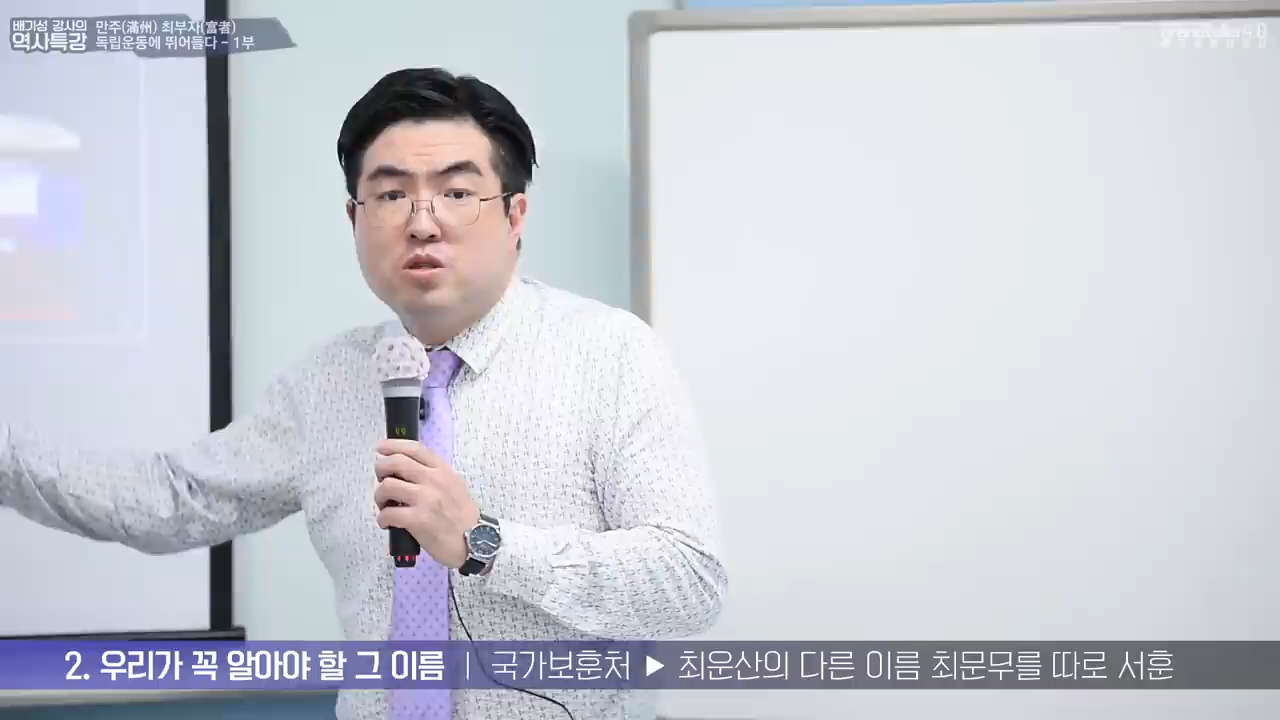 배기성 강사의
역사특강
만주(滿州) 최부자(富者)
독립운동에 뛰어들다 - 1부
2. 우리가 꼭 알아야 할 그 이름 | 국가보훈처 ▶ 최운산의 다른 이름 최문무를 따로 서훈